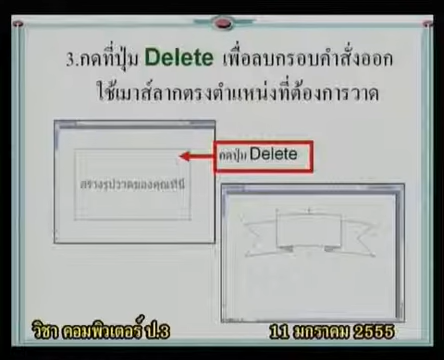 3.กดที่ปุ่ม Delete เพื่อลบกรอบคำสั่งออก
ใช้เมาส์ลากตรงตำแหน่งที่ต้องการวาด
กดปุ่ม Delete
สร้างรูปวาดของคุณที่นี่
วิชา คอมพิวเตอร์ ป.3
11 มกราคม 2555